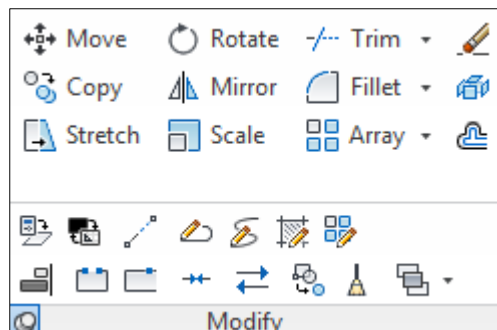 Move Rotate Trim
Copy Mirror Fillet
Stretch Scale Array
Modify